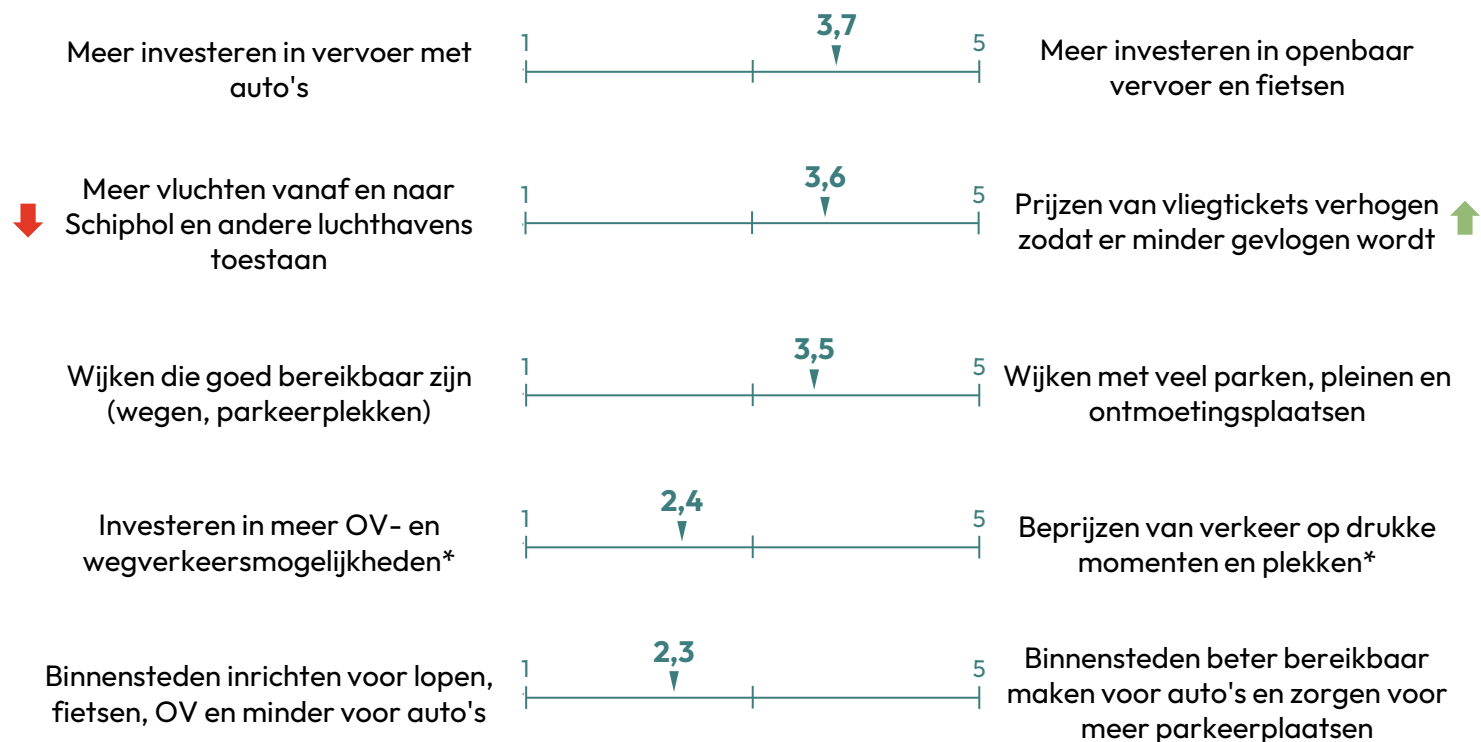 3,7
Meer investeren in vervoer met
auto's
1
5
Meer investeren in openbaar
vervoer en fietsen
3,6
Meer vluchten vanaf en naar
Schiphol en andere luchthavens
toestaan
1
5
Prijzen van vliegtickets verhogen
zodat er minder gevlogen wordt
3,5
Wijken die goed bereikbaar zijn
(wegen, parkeerplekken)
1
5
Wijken met veel parken, pleinen en
ontmoetingsplaatsen
2,4
Investeren in meer OV- en
wegverkeersmogelijkheden*
1
5
Beprijzen van verkeer op drukke
momenten en plekken*
2,3
Binnensteden inrichten voor lopen,
fietsen, OV en minder voor auto's
1
5
Binnensteden beter bereikbaar
maken voor auto's en zorgen voor
meer parkeerplaatsen